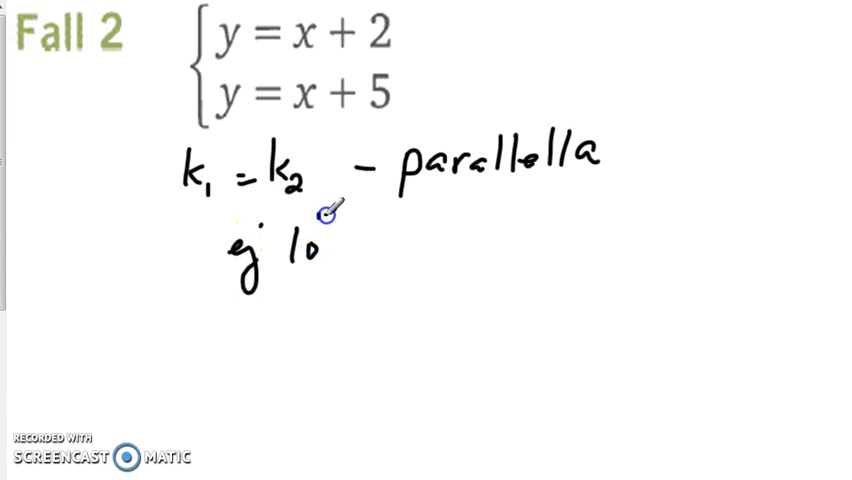 Fall 2
y = x + 2
y = x + 5
k₁ = k₂ - parallella
ej lö
RECORDED WITH
SCREENCAST MATIC